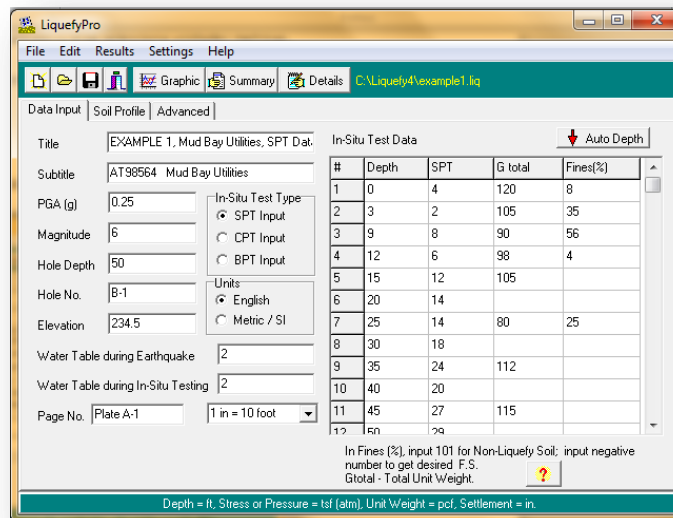 LiquefyPro
File Edit Results Settings Help
Graphic Summary Details C:\Liquefy4\example1.liq
Data Input Soil Profile Advanced
Title EXAMPLE 1, Mud Bay Utilities, SPT Dat
Subtitle AT98564 Mud Bay Utilities
PGA (g) 0.25
Magnitude 6
Hole Depth 50
Hole No. B-1
Elevation 234.5
In-Situ Test Type
SPT Input
CPT Input
BPT Input
Units
English
Metric / SI
Water Table during Earthquake 2
Water Table during In-Situ Testing 2
Page No. Plate A-1 1 in = 10 foot
In-Situ Test Data Auto Depth
# Depth SPT G total Fines(%)
1 0 4 120 8
2 3 2 105 35
3 9 8 90 56
4 12 6 98 4
5 15 12 105
6 20 14
7 25 14 80 25
8 30 18
9 35 24 112
10 40 20
11 45 27 115
12 50 29
In Fines (%), input 101 for Non-Liquefy Soil; input negative
number to get desired F.S.
Gtotal - Total Unit Weight.
?
Depth = ft, Stress or Pressure = tsf (atm), Unit Weight = pcf, Settlement = in.